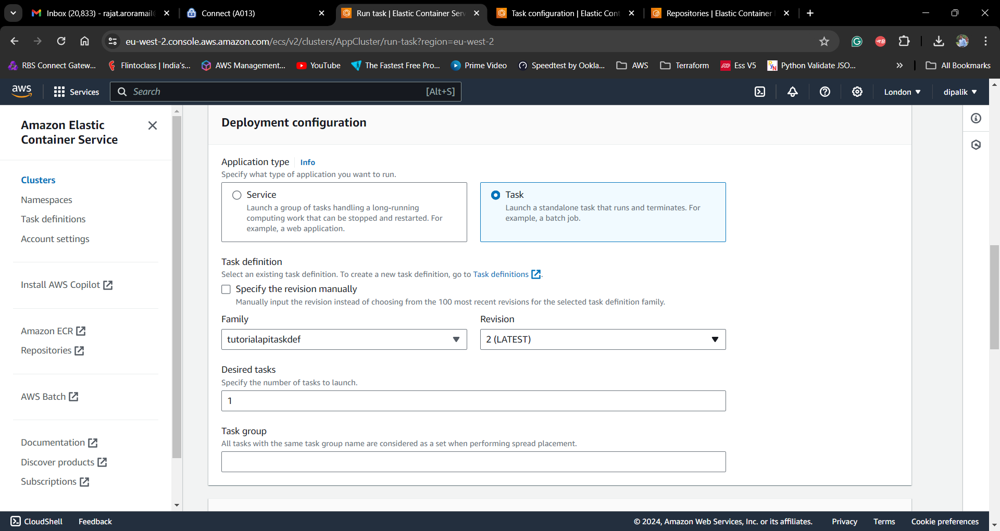 Inbox (20,833) - rajat.aroramail
Connect (A013)
Run task | Elastic Container Serv
Task configuration | Elastic Cont
Repositories | Elastic Container
eu-west-2.console.aws.amazon.com/ecs/v2/clusters/AppCluster/run-task?region=eu-west-2
RBS Connect Gatew...
Flintoclass | India's...
AWS Management...
YouTube
The Fastest Free Pro...
Prime Video
Speedtest by Ookla...
AWS
Terraform
Ess V5
Python Validate JSO...
All Bookmarks
aws
Services
Search
[Alt+S]
London
dipalik
Amazon Elastic
Container Service
Clusters
Namespaces
Task definitions
Account settings
Install AWS Copilot
Amazon ECR
Repositories
AWS Batch
Documentation
Discover products
Subscriptions
Deployment configuration
Application type
Info
Specify what type of application you want to run.
Service
Launch a group of tasks handling a long-running
computing work that can be stopped and restarted. For
example, a web application.
Task
Launch a standalone task that runs and terminates. For
example, a batch job.
Task definition
Select an existing task definition. To create a new task definition, go to Task definitions.
Specify the revision manually
Manually input the revision instead of choosing from the 100 most recent revisions for the selected task definition family.
Family
Revision
tutorialapitaskdef
2 (LATEST)
Desired tasks
Specify the number of tasks to launch.
1
Task group
All tasks with the same task group name are considered as a set when performing spread placement.
CloudShell
Feedback
© 2024, Amazon Web Services, Inc. or its affiliates.
Privacy
Terms
Cookie preferences